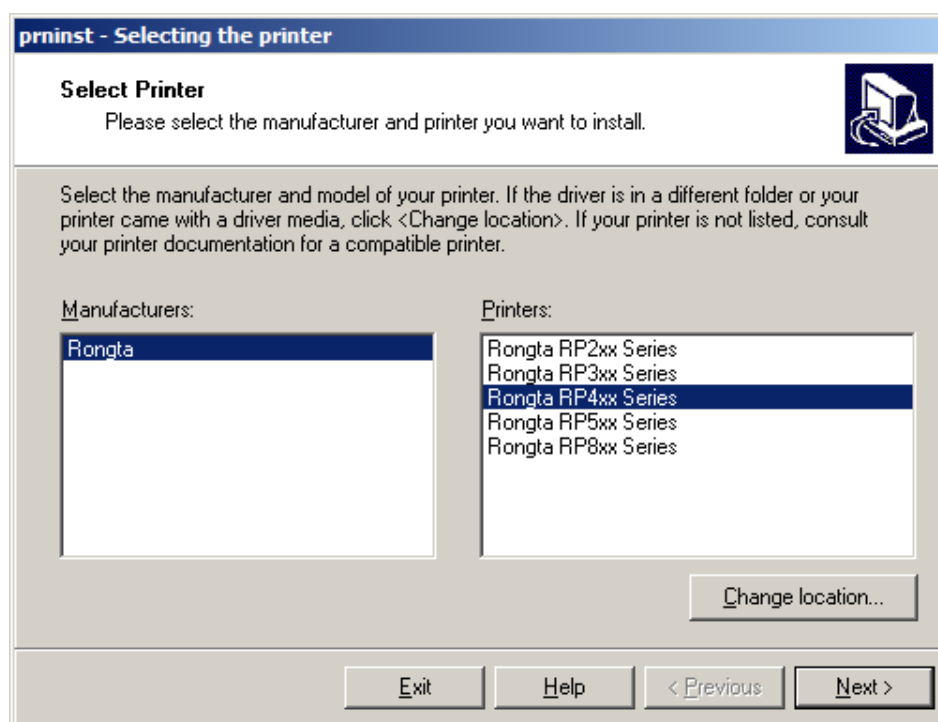 prninst - Selecting the printer
Select Printer
Please select the manufacturer and printer you want to install.
Select the manufacturer and model of your printer. If the driver is in a different folder or your
printer came with a driver media, click <Change location>. If your printer is not listed, consult
your printer documentation for a compatible printer.
Manufacturers:
Rongta
Printers:
Rongta RP2xx Series
Rongta RP3xx Series
Rongta RP4xx Series
Rongta RP5xx Series
Rongta RP8xx Series
Change location...
Exit
Help
< Previous
Next >